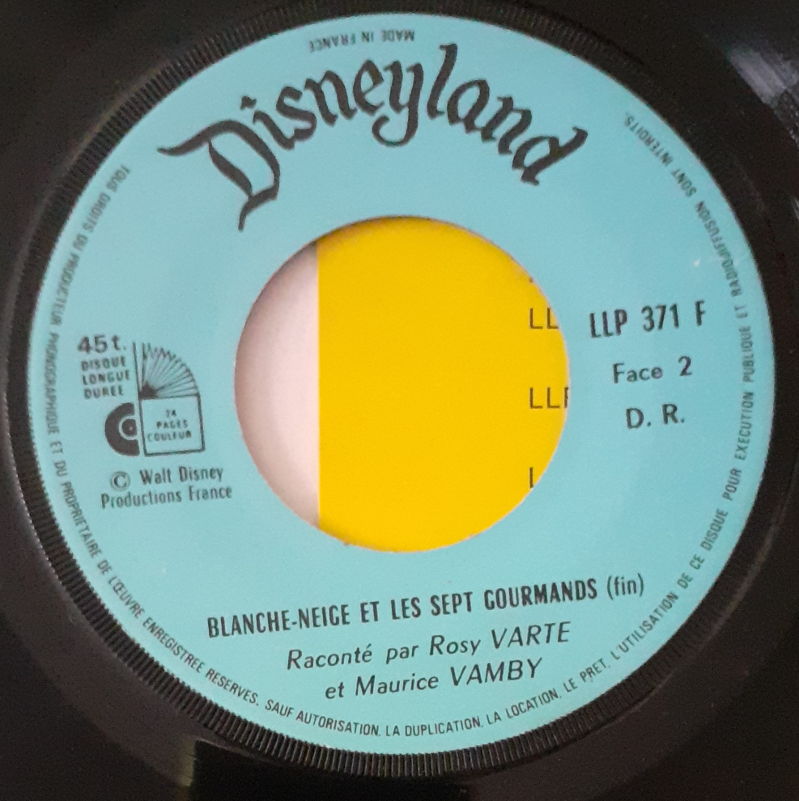 MADE IN FRANCE
Disneyland
45 t.
DISQUE
LONGUE
DUREE
24
PAGES
COULEUR
© Walt Disney
Productions France
LLP 371 F
Face 2
D. R.
LL
LL
BLANCHE-NEIGE ET LES SEPT GOURMANDS (fin)
Raconté par Rosy VARTE
et Maurice VAMBY
TOUS DROITS DU PRODUCTEUR PHONOGRAPHIQUE ET DU PROPRIETAIRE DE L'ŒUVRE ENREGISTREE RESERVES. SAUF AUTORISATION, LA DUPLICATION, LA LOCATION, LE PRET, L'UTILISATION DE CE DISQUE POUR EXECUTION PUBLIQUE ET RADIODIFFUSION SONT INTERDITS.